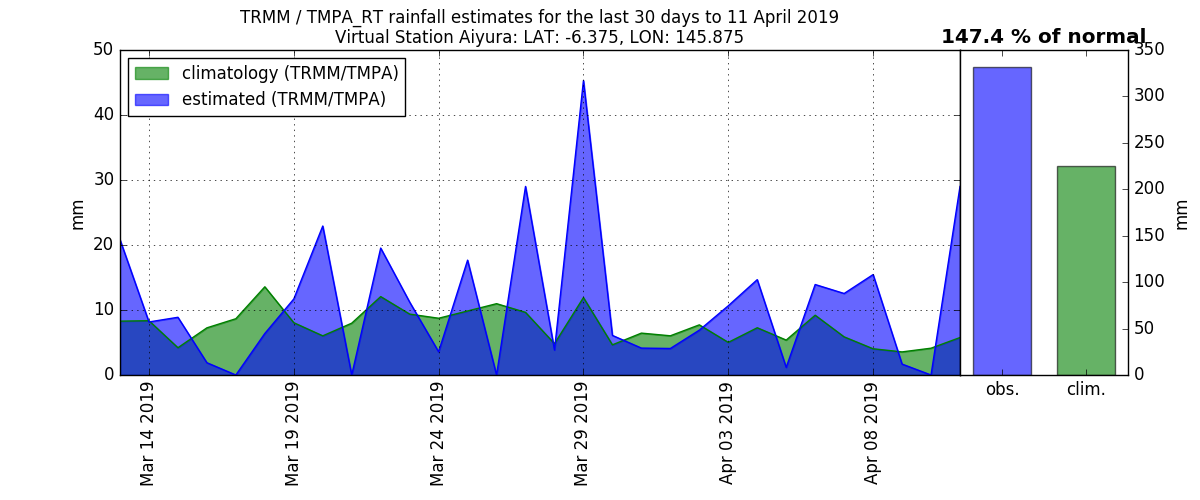 TRMM / TMPA_RT rainfall estimates for the last 30 days to 11 April 2019
Virtual Station Aiyura: LAT: -6.375, LON: 145.875
147.4 % of normal
climatology (TRMM/TMPA)
estimated (TRMM/TMPA)
50
40
30
20
10
0
mm
Mar 14 2019
Mar 19 2019
Mar 24 2019
Mar 29 2019
Apr 03 2019
Apr 08 2019
obs.
clim.
350
300
250
200
150
100
50
0
mm